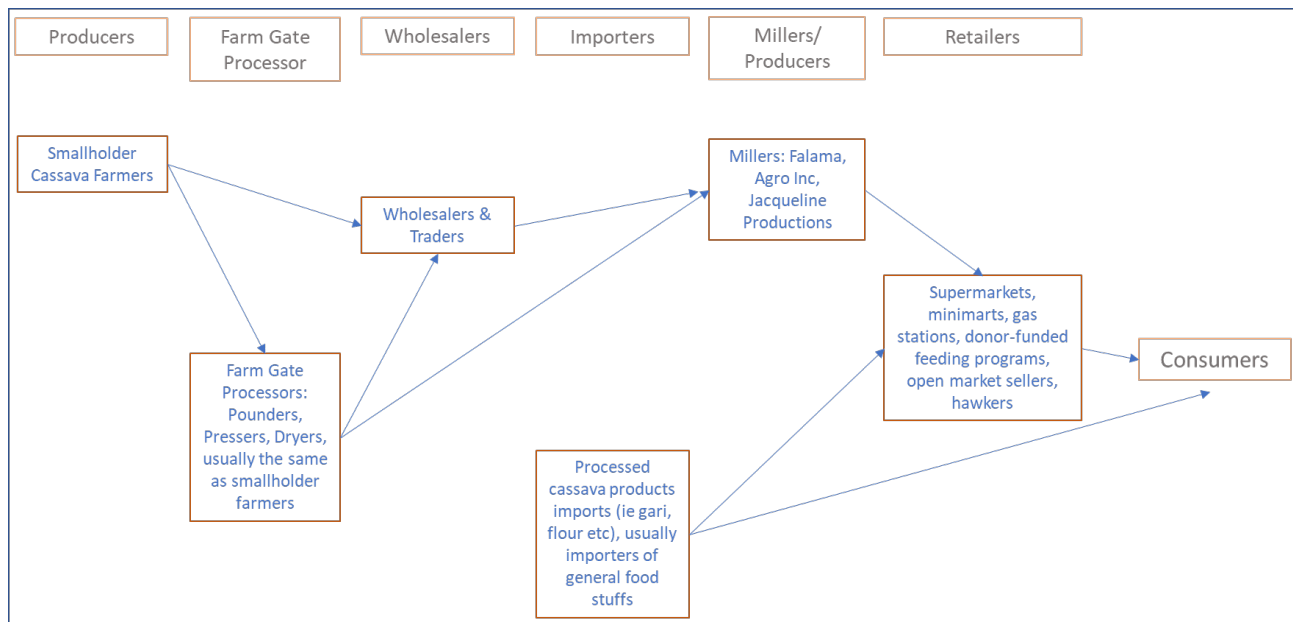 Producers
Farm Gate
Processor
Wholesalers
Importers
Millers/
Producers
Retailers
Smallholder
Cassava Farmers
Wholesalers &
Traders
Millers: Falama,
Agro Inc,
Jacqueline
Productions
Farm Gate
Processors:
Pounders,
Pressers, Dryers,
usually the same
as smallholder
farmers
Supermarkets,
minimarts, gas
stations, donor-funded
feeding programs,
open market sellers,
hawkers
Consumers
Processed
cassava products
imports (ie gari,
flour etc), usually
importers of
general food
stuffs